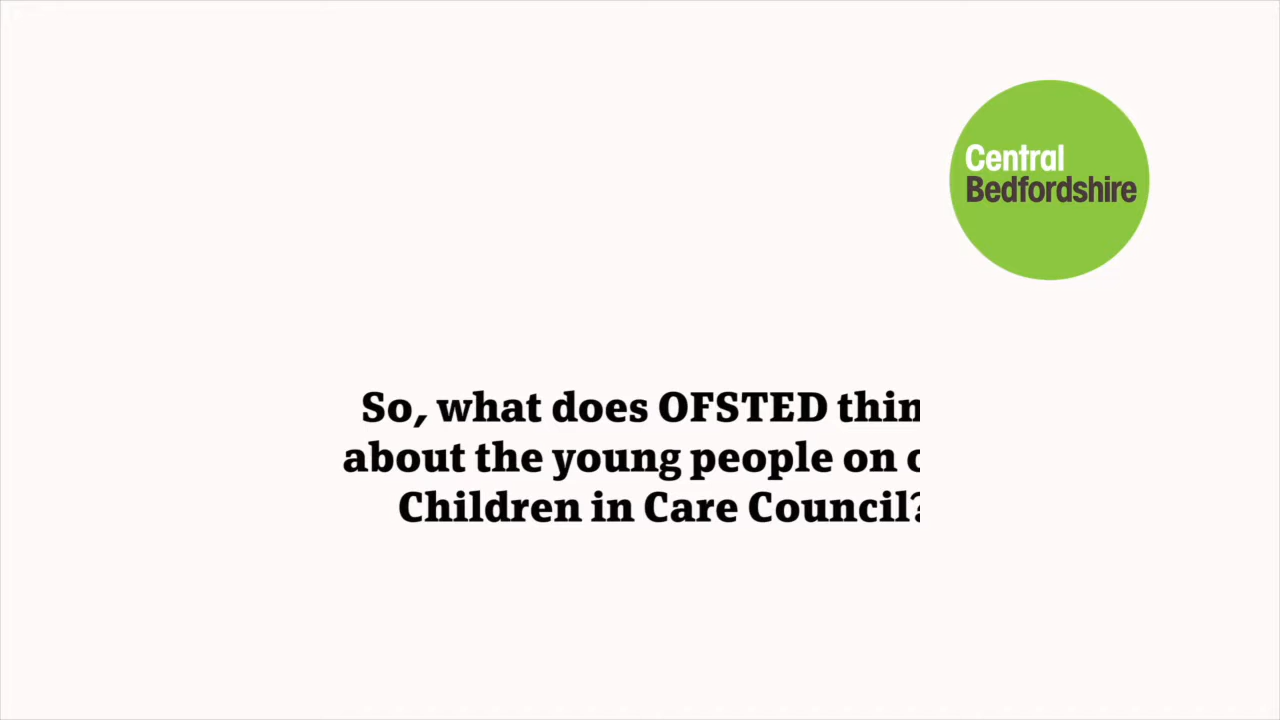 Central
Bedfordshire
So, what does OFSTED thin
about the young people on
Children in Care Council?